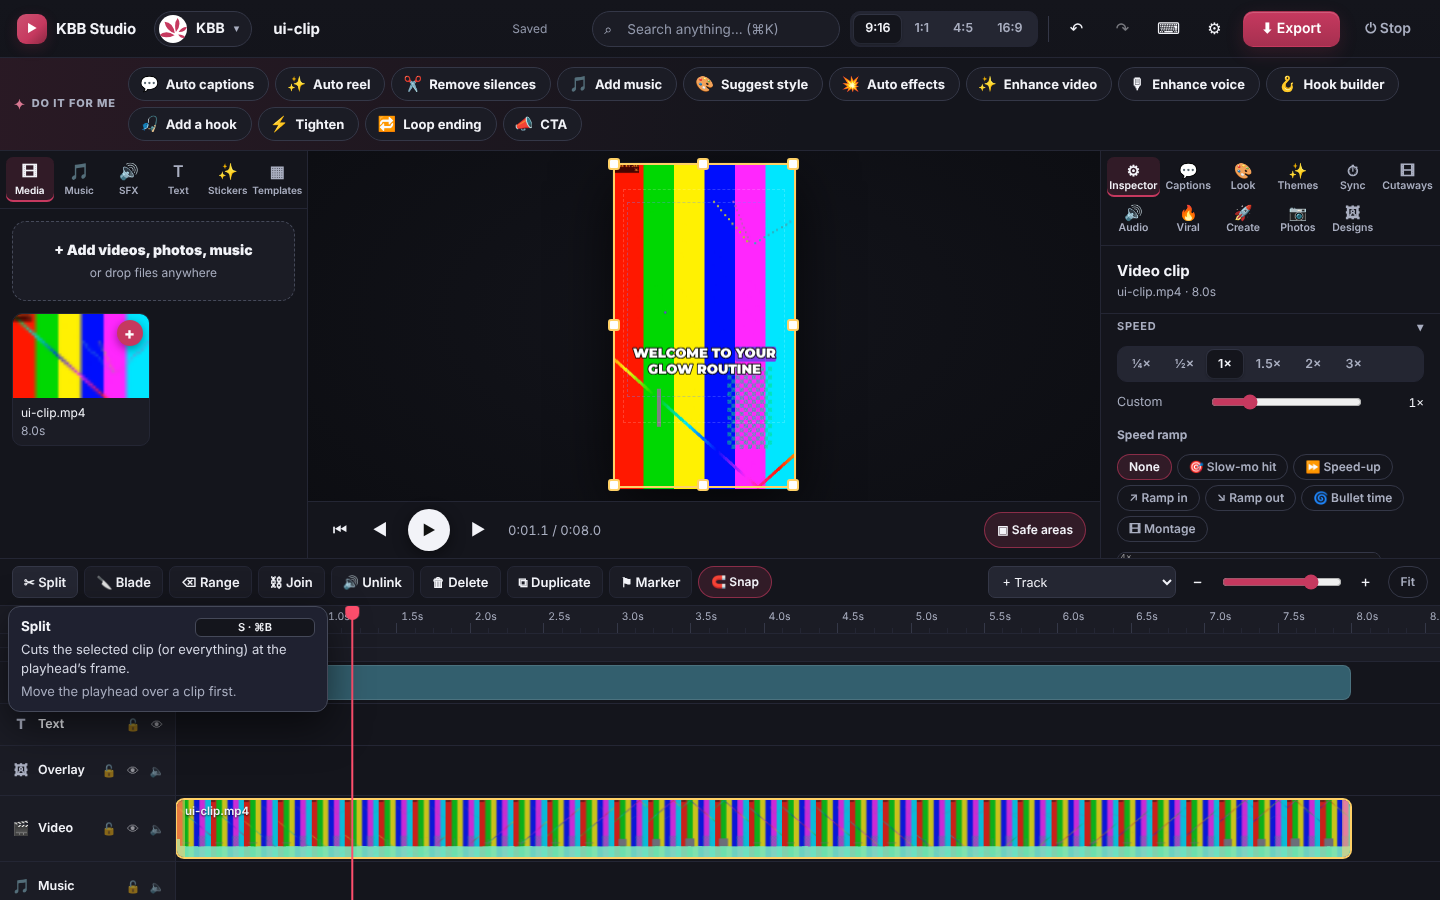 KBB Studio
KBB
ui-clip
Saved
Search anything... (⌘K)
9:16 1:1 4:5 16:9
Export
Stop
DO IT FOR ME
Auto captions
Auto reel
Remove silences
Add music
Suggest style
Auto effects
Enhance video
Enhance voice
Hook builder
Add a hook
Tighten
Loop ending
CTA
Media
Music
SFX
Text
Stickers
Templates
+ Add videos, photos, music
or drop files anywhere
ui-clip.mp4
8.0s
WELCOME TO YOUR
GLOW ROUTINE
0:01.1 / 0:08.0
Safe areas
Inspector
Captions
Look
Themes
Sync
Cutaways
Audio
Viral
Create
Photos
Designs
Video clip
ui-clip.mp4 · 8.0s
SPEED
¼× ½× 1× 1.5× 2× 3×
Custom 1×
Speed ramp
None
Slow-mo hit
Speed-up
Ramp in
Ramp out
Bullet time
Montage
Split
Blade
Range
Join
Unlink
Delete
Duplicate
Marker
Snap
+ Track
− +
Fit
1.0s 1.5s 2.0s 2.5s 3.0s 3.5s 4.0s 4.5s 5.0s 5.5s 6.0s 6.5s 7.0s 7.5s 8.0s 8.
Split S · ⌘B
Cuts the selected clip (or everything) at the
playhead’s frame.
Move the playhead over a clip first.
Text
Overlay
Video
ui-clip.mp4
Music